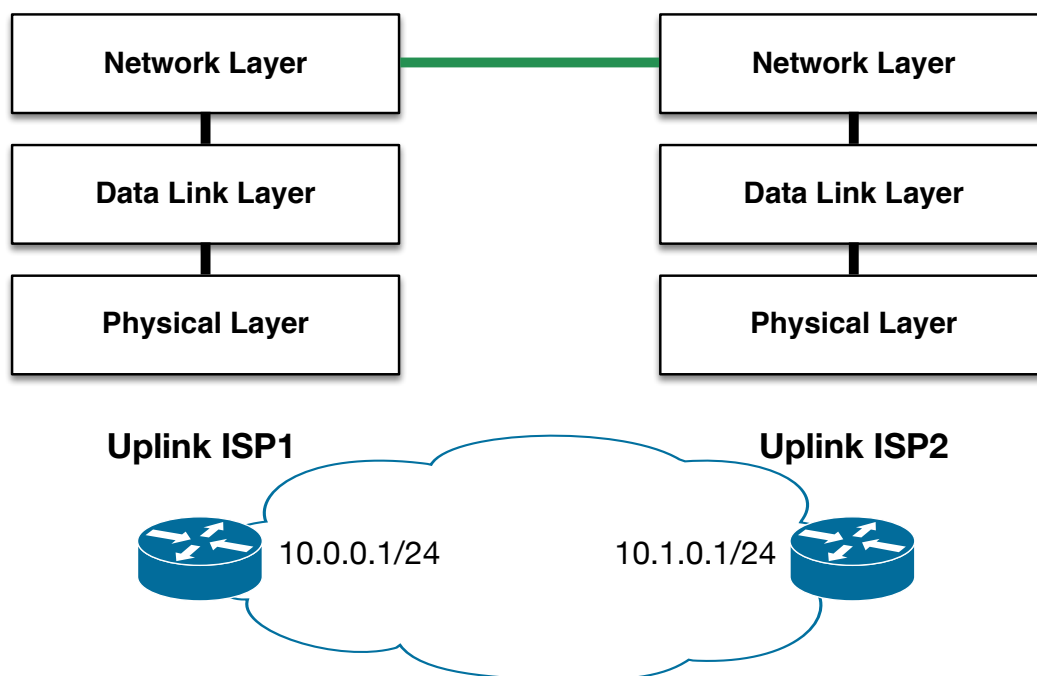 Network Layer
Network Layer
Data Link Layer
Data Link Layer
Physical Layer
Physical Layer
Uplink ISP1
Uplink ISP2
10.0.0.1/24
10.1.0.1/24